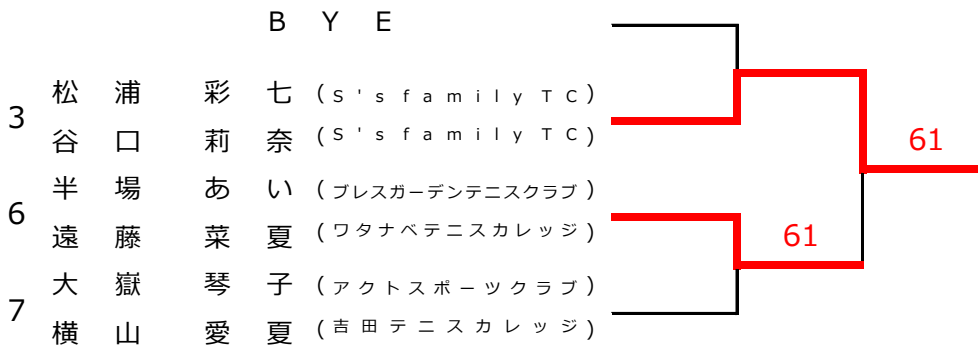 BYE
3
松浦 彩七 (S's family TC)
谷口 莉奈 (S's family TC)
6
半場 あい (ブレスガーデンテニスクラブ)
遠藤 菜夏 (ワタナベテニスカレッジ)
7
大嶽 琴子 (アクトスポーツクラブ)
横山 愛夏 (吉田テニスカレッジ)
61
61